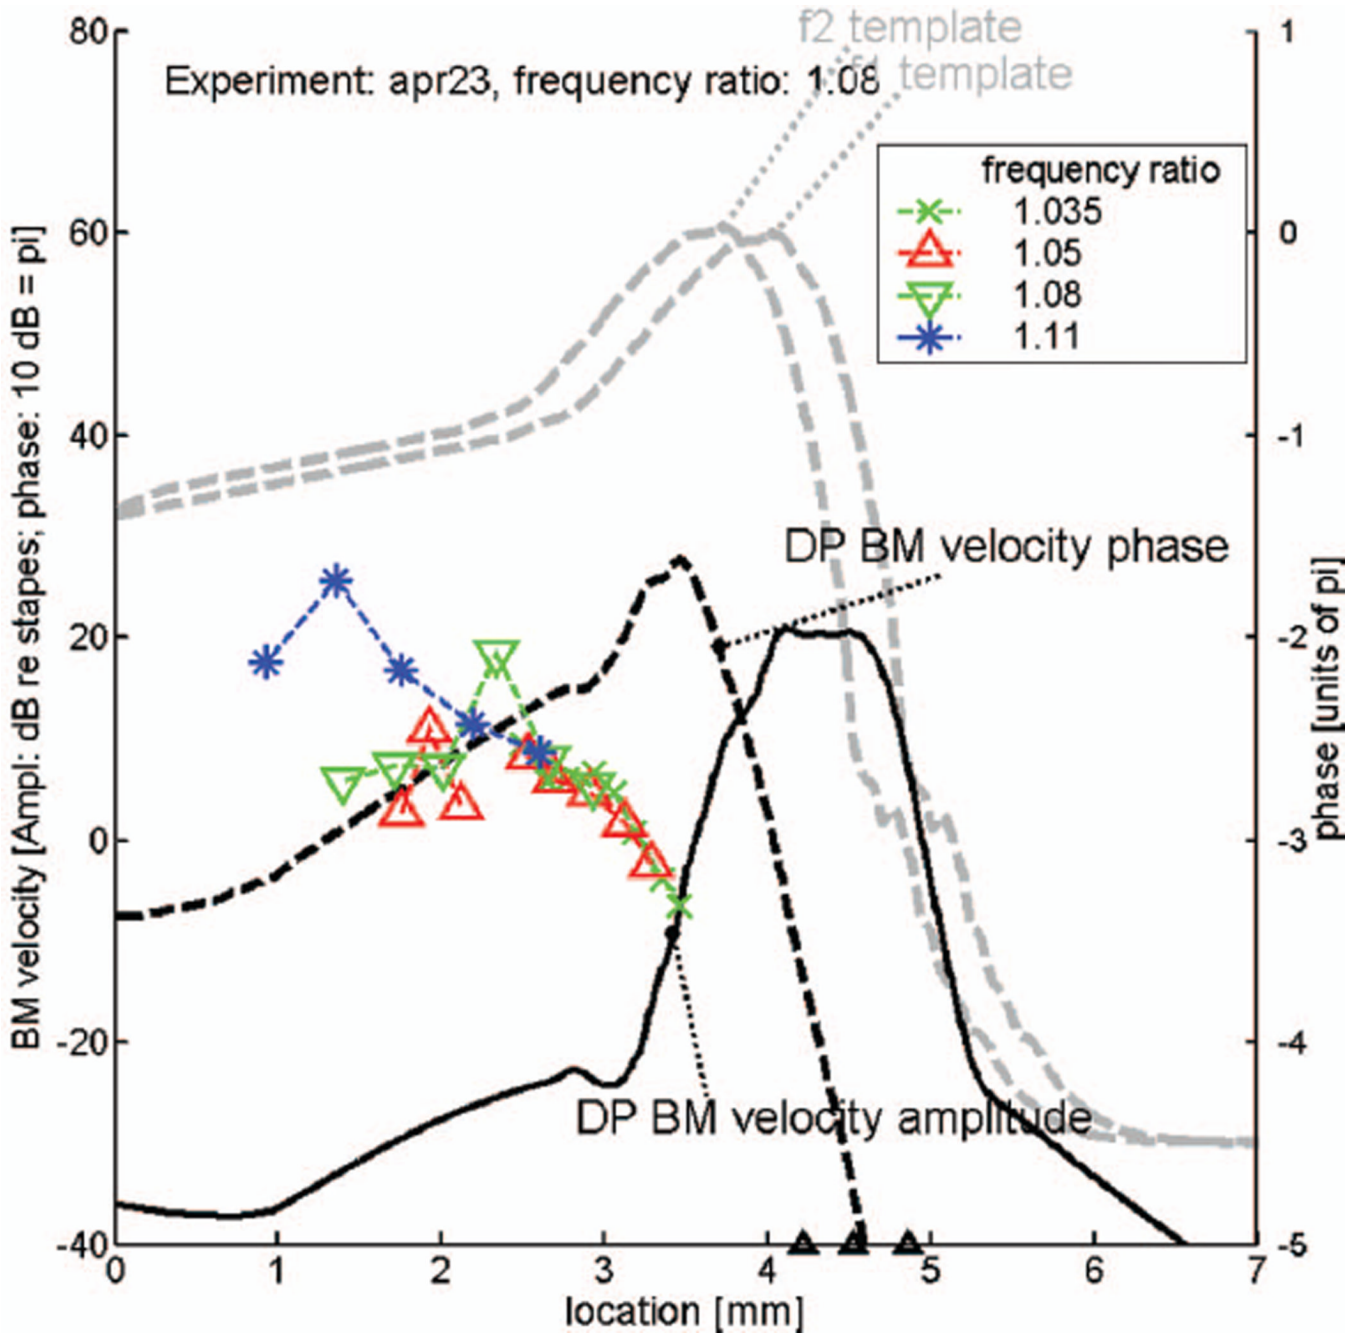 f2 template
f1 template
Experiment: apr23, frequency ratio: 1.08
frequency ratio
1.035
1.05
1.08
1.11
DP BM velocity phase
DP BM velocity amplitude
BM velocity [Ampl: dB re stapes; phase: 10 dB = pi]
80
60
40
20
0
-20
-40
1
0
-1
-2
-3
-4
-5
phase [units of pi]
0 1 2 3 4 5 6 7
location [mm]